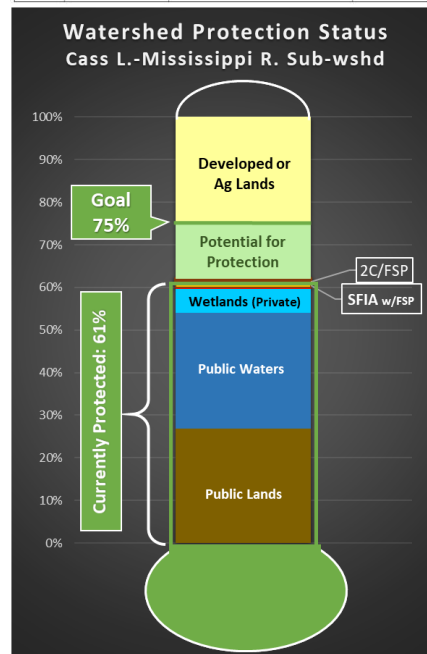 Watershed Protection Status
Cass L.-Mississippi R. Sub-wshd
100%
90%
80%
70%
60%
50%
40%
30%
20%
10%
0%
Developed or
Ag Lands
Goal
75%
Potential for
Protection
2C/FSP
SFIA w/FSP
Wetlands (Private)
Public Waters
Public Lands
Currently Protected: 61%